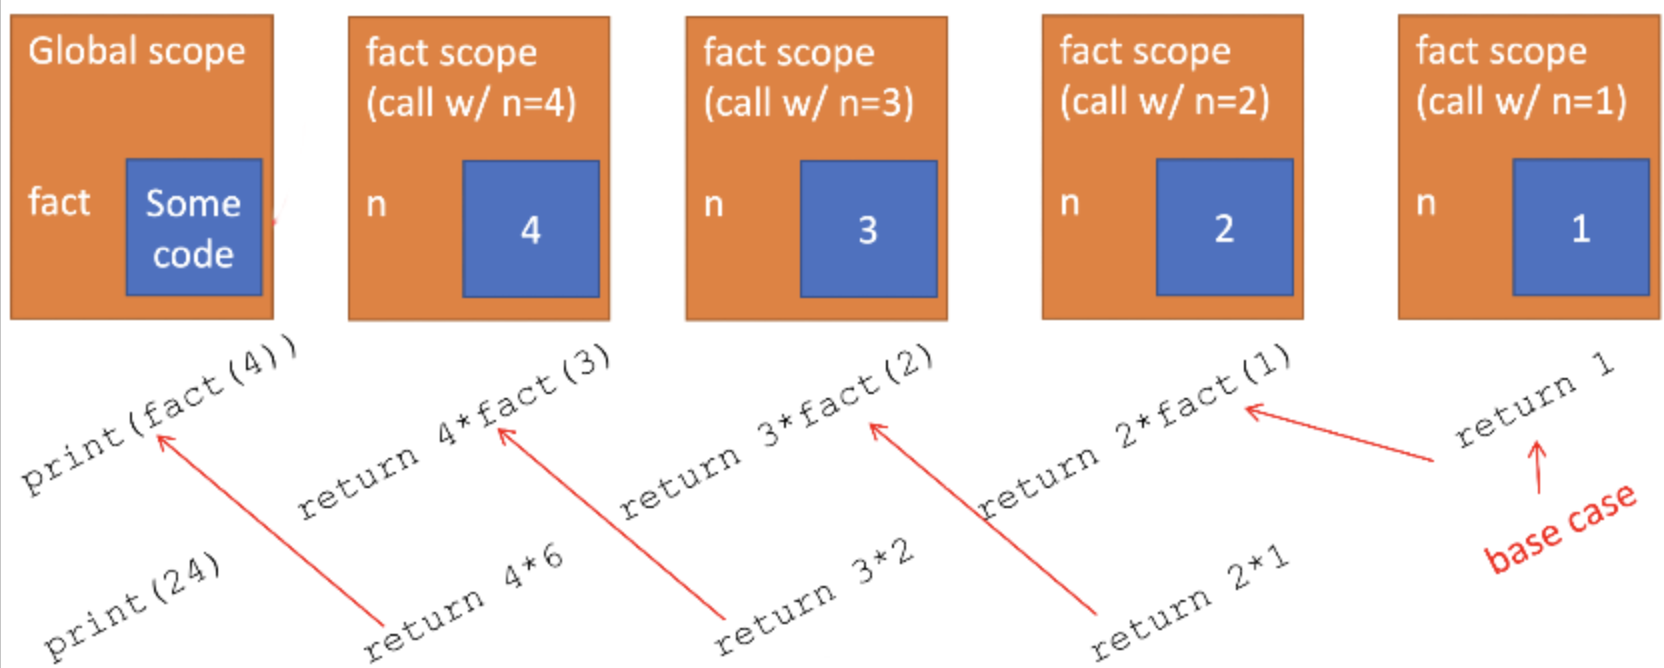 Global scope
fact
Some
code
fact scope
(call w/ n=4)
n
4
fact scope
(call w/ n=3)
n
3
fact scope
(call w/ n=2)
n
2
fact scope
(call w/ n=1)
n
1
print(fact(4))
return 4*fact(3)
return 3*fact(2)
return 2*fact(1)
return 1
base case
print(24)
return 4*6
return 3*2
return 2*1